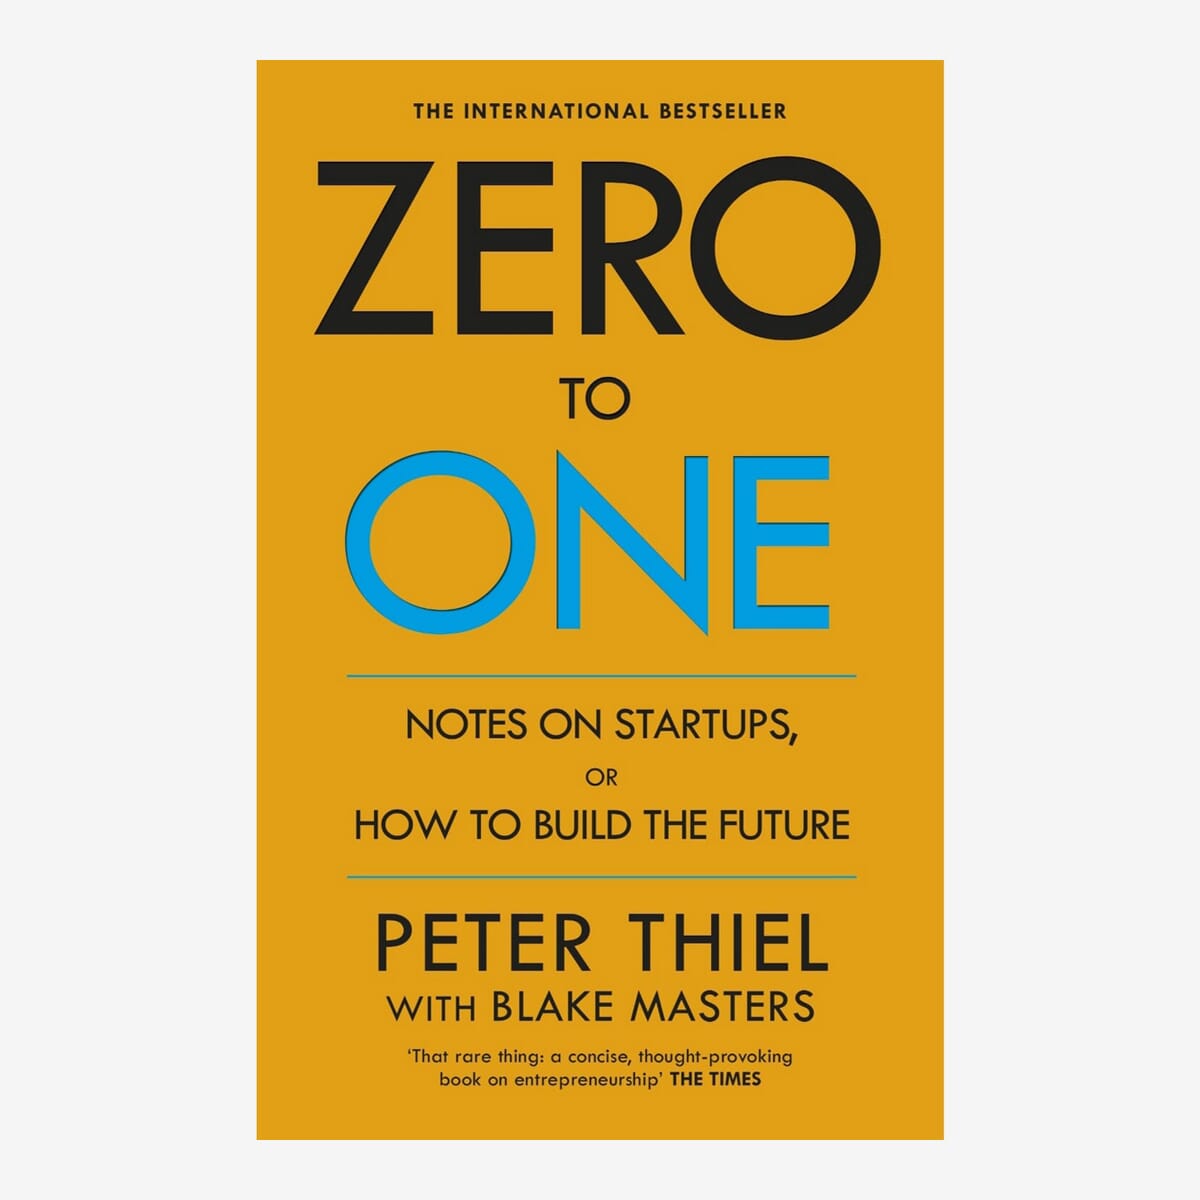 THE INTERNATIONAL BESTSELLER
ZERO
TO
ONE
NOTES ON STARTUPS,
OR
HOW TO BUILD THE FUTURE
PETER THIEL
WITH BLAKE MASTERS
‘That rare thing: a concise, thought-provoking
book on entrepreneurship’ THE TIMES